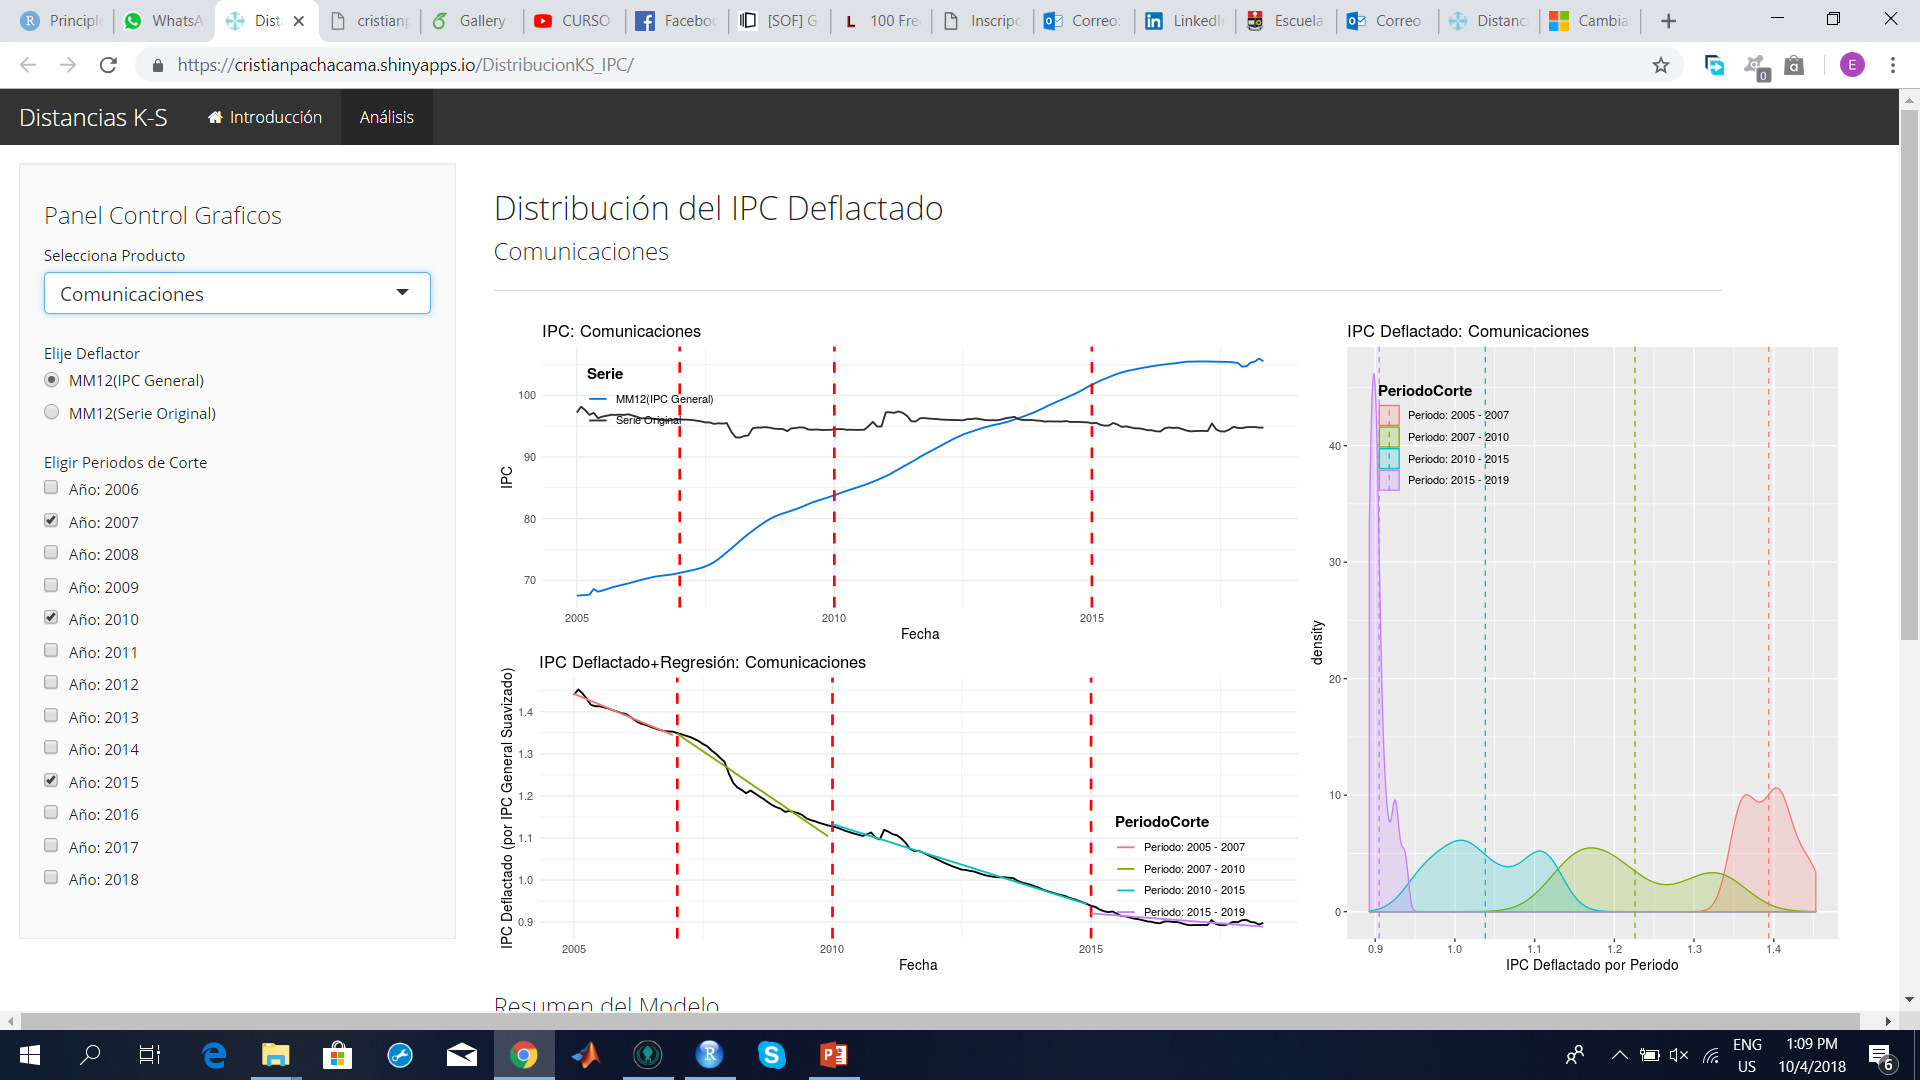 Principl
WhatsA
Dist
cristianp
Gallery
CURSO
Faceboo
[SOF] G
100 Fre
Inscripc
Correo:
LinkedIn
Escuela
Correo
Distanc
Cambia
https://cristianpachacama.shinyapps.io/DistribucionKS_IPC/
0
E
Distancias K-S
Introducción
Análisis
Panel Control Graficos
Selecciona Producto
Comunicaciones
Elije Deflactor
MM12(IPC General)
MM12(Serie Original)
Eligir Periodos de Corte
Año: 2006
Año: 2007
Año: 2008
Año: 2009
Año: 2010
Año: 2011
Año: 2012
Año: 2013
Año: 2014
Año: 2015
Año: 2016
Año: 2017
Año: 2018
Distribución del IPC Deflactado
Comunicaciones
IPC: Comunicaciones
Serie
MM12(IPC General)
Serie Original
100
90
80
70
IPC
2005
2010
2015
Fecha
IPC Deflactado+Regresión: Comunicaciones
IPC Deflactado (por IPC General Suavizado)
1.4
1.3
1.2
1.1
1.0
0.9
PeriodoCorte
Periodo: 2005 - 2007
Periodo: 2007 - 2010
Periodo: 2010 - 2015
Periodo: 2015 - 2019
2005
2010
2015
Fecha
IPC Deflactado: Comunicaciones
PeriodoCorte
Periodo: 2005 - 2007
Periodo: 2007 - 2010
Periodo: 2010 - 2015
Periodo: 2015 - 2019
40
30
20
10
0
density
0.9
1.0
1.1
1.2
1.3
1.4
IPC Deflactado por Periodo
Resumen del Modelo
ENG
US
1:09 PM
10/4/2018
6